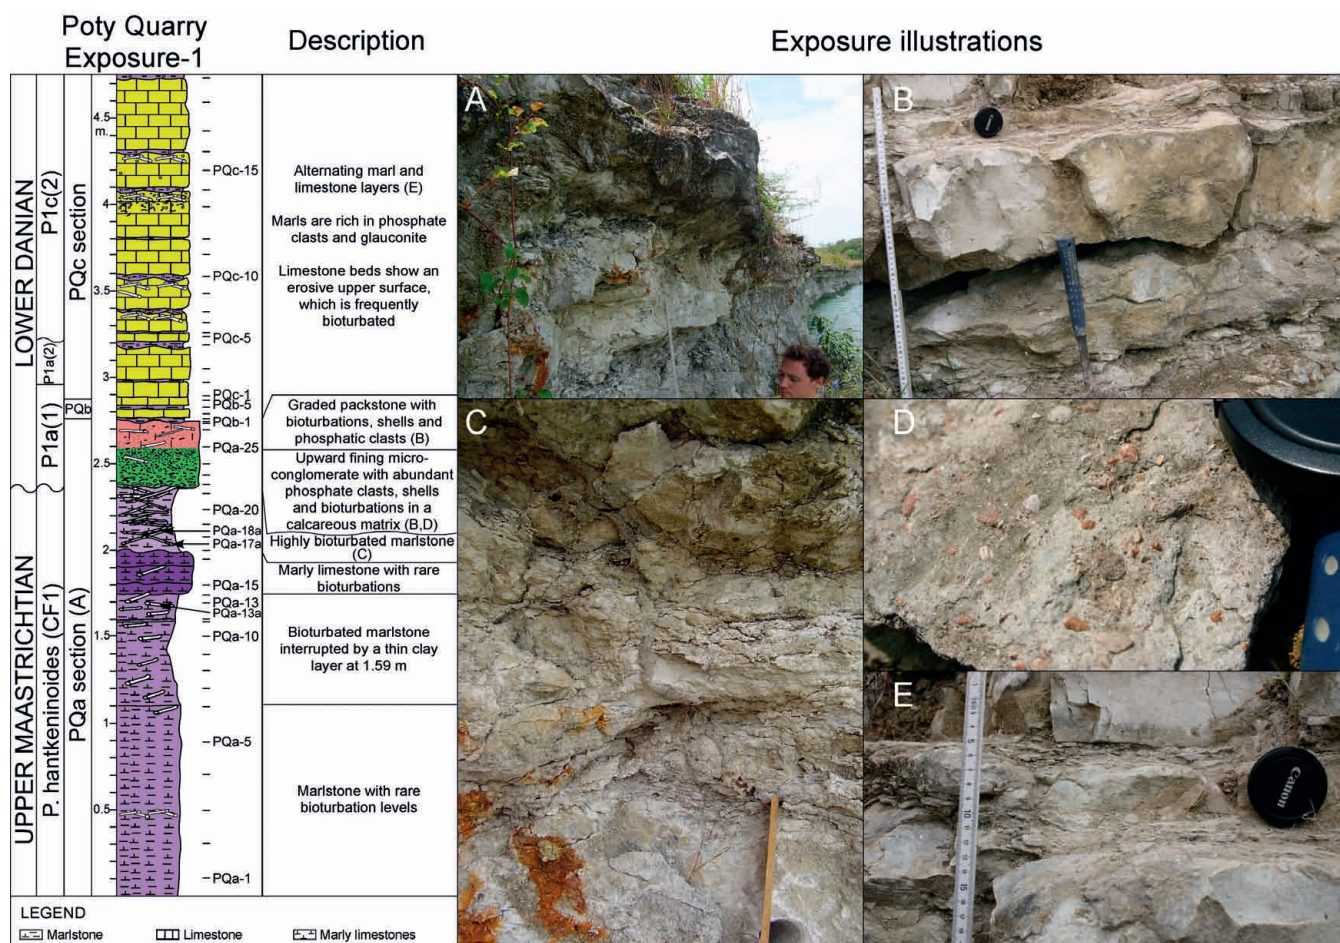 Poty Quarry
Exposure-1
Description
Exposure illustrations
LOWER DANIAN
UPPER MAASTRICHTIAN
P1c(2)
P1a(2)
P1a(1)
P. hantkeninoides (CF1)
PQc section
PQb
PQa section (A)
4.5
m.
4
3.5
3
2.5
2
1.5
1
0.5
PQc-15
PQc-10
PQc-5
PQc-1
PQb-5
PQb-1
PQa-25
PQa-20
PQa-18a
PQa-17a
PQa-15
PQa-13
PQa-13a
PQa-10
PQa-5
PQa-1
Alternating marl and
limestone layers (E)
Marls are rich in phosphate
clasts and glauconite
Limestone beds show an
erosive upper surface,
which is frequently
bioturbated
Graded packstone with
bioturbations, shells and
phosphatic clasts (B)
Upward fining micro-
conglomerate with abundant
phosphate clasts, shells
and bioturbations in a
calcareous matrix (B,D)
Highly bioturbated marlstone
(C)
Marly limestone with rare
bioturbations
Bioturbated marlstone
interrupted by a thin clay
layer at 1.59 m
Marlstone with rare
bioturbation levels
A
B
Canon
C
D
E
5
10
15
Canon
LEGEND
Marlstone
Limestone
Marly limestones